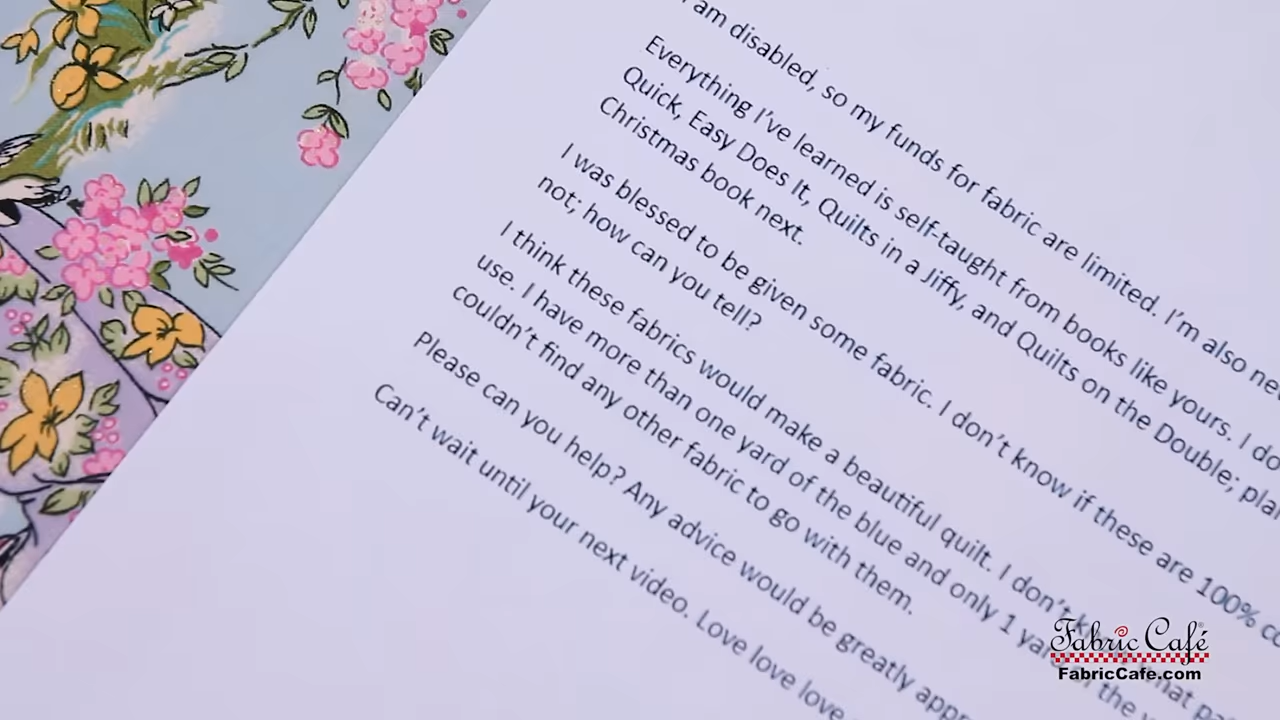 I am disabled, so my funds for fabric are limited. I'm also
Everything I've learned is self-taught from books like yours. I
Quick, Easy Does It, Quilts in a Jiffy, and Quilts on the Double;
Christmas book next.
I was blessed to be given some fabric. I don't know if these are 100%
not; how can you tell?
I think these fabrics would make a beautiful quilt. I don't
use. I have more than one yard of the blue and only 1
couldn't find any other fabric to go with them.
Please can you help? Any advice would be greatly
Can't wait until your next video. Love love love
Fabric Café
FabricCafe.com